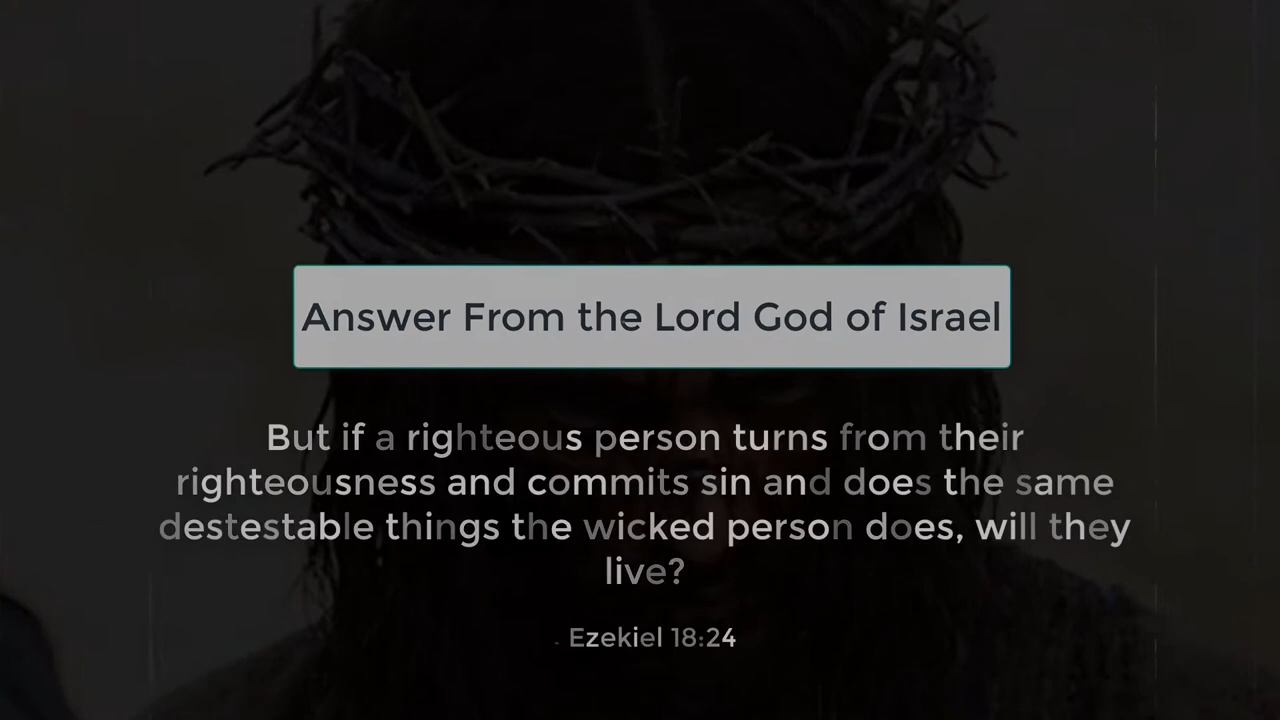 Answer From the Lord God of Israel
But if a righteous person turns from their
righteousness and commits sin and does the same
destestable things the wicked person does, will they
live?
- Ezekiel 18:24